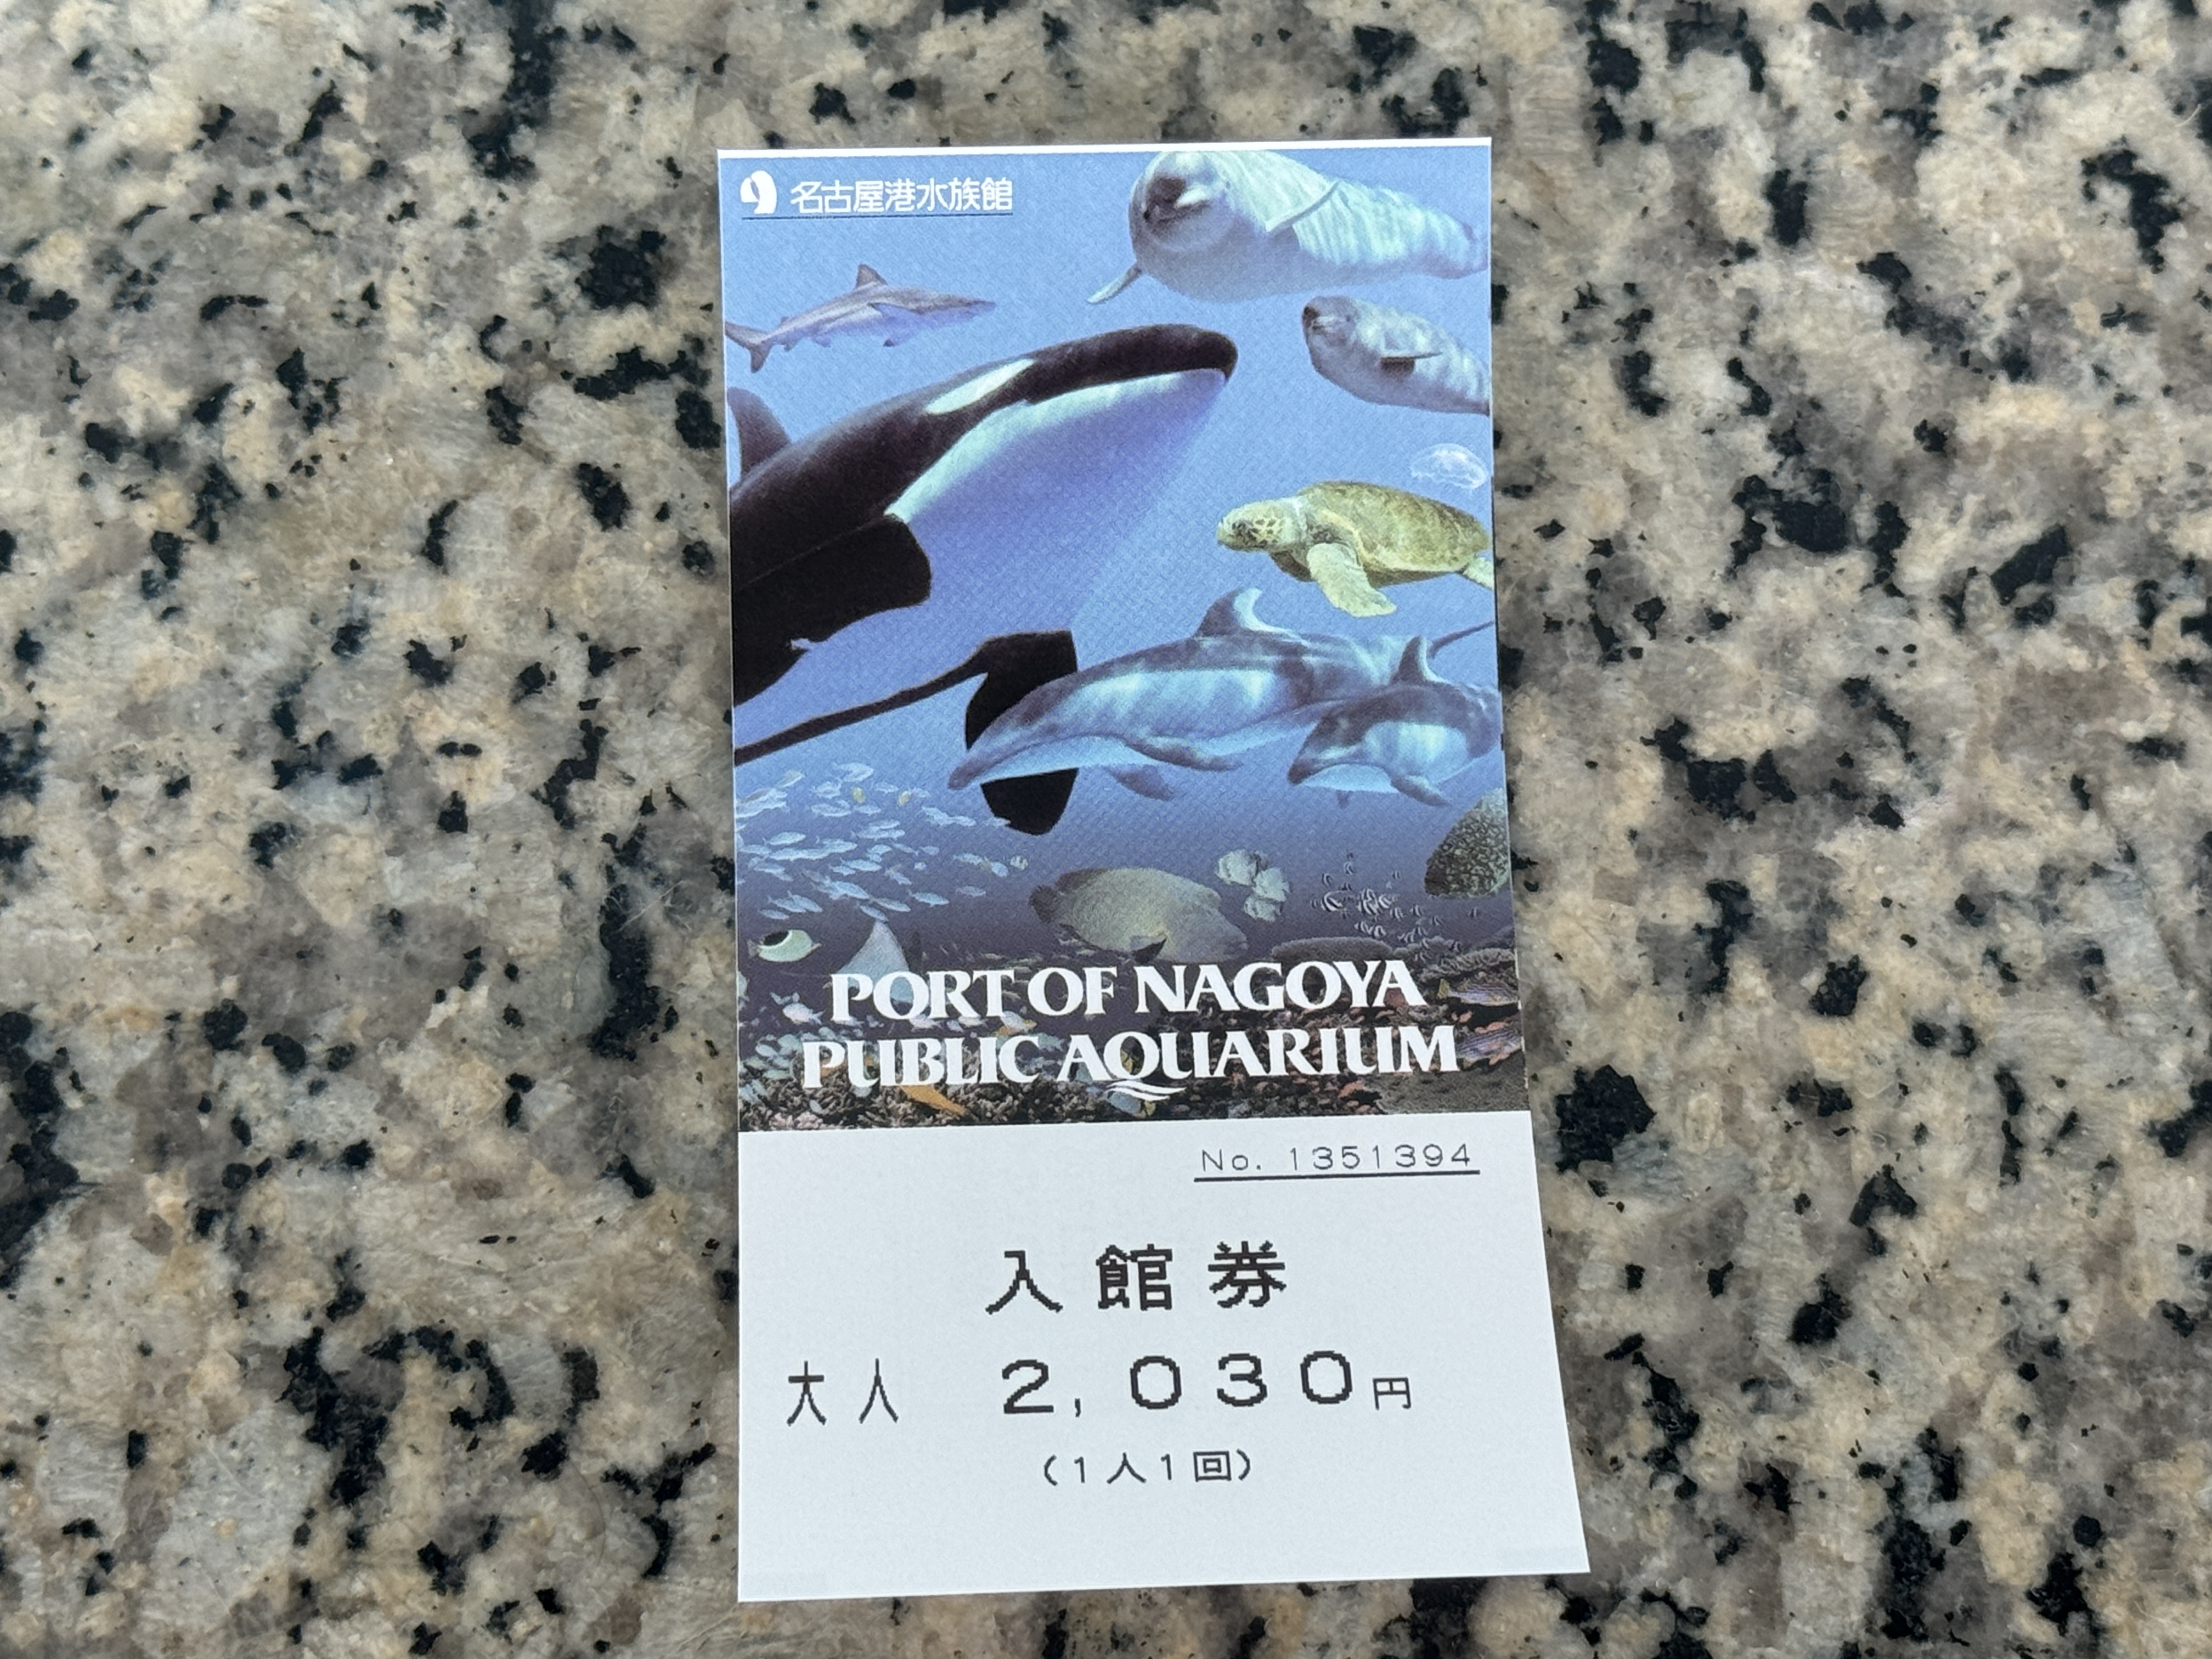 名古屋港水族館
PORT OF NAGOYA
PUBLIC AQUARIUM
No. 1351394
入館券
大人 2,030円
(1人1回)